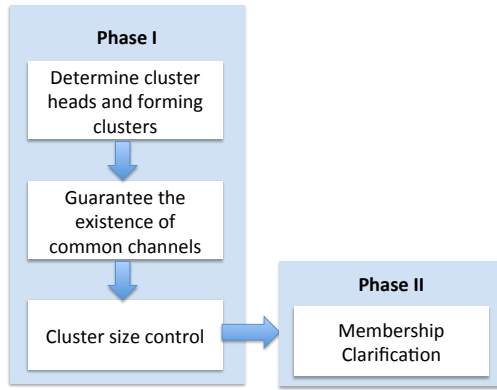 Phase I
Determine cluster
heads and forming
clusters
Guarantee the
existence of
common channels
Cluster size control
Phase II
Membership
Clarification